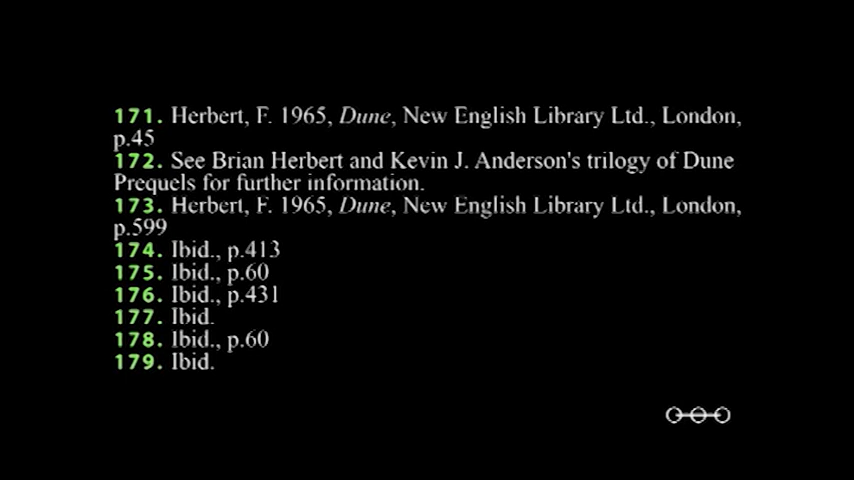 171. Herbert, F. 1965, Dune, New English Library Ltd., London,
p.45
172. See Brian Herbert and Kevin J. Anderson's trilogy of Dune
Prequels for further information.
173. Herbert, F. 1965, Dune, New English Library Ltd., London,
p.599
174. Ibid., p.413
175. Ibid., p.60
176. Ibid., p.431
177. Ibid.
178. Ibid., p.60
179. Ibid.